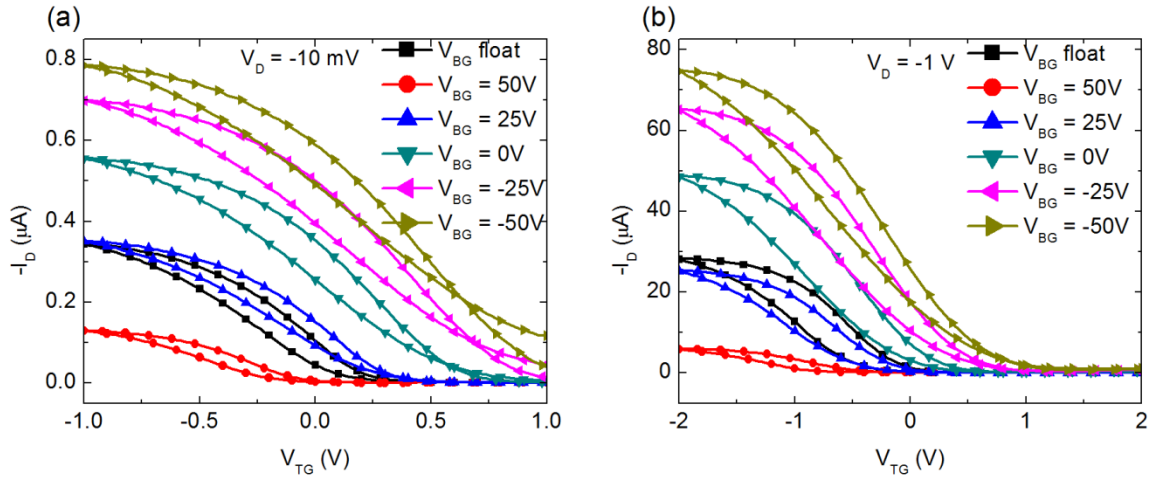 (a)
V_D = -10 mV
V_BG float
V_BG = 50V
V_BG = 25V
V_BG = 0V
V_BG = -25V
V_BG = -50V
0.8
0.6
0.4
0.2
0.0
-I_D (μA)
-1.0 -0.5 0.0 0.5 1.0
V_TG (V)
(b)
V_D = -1 V
V_BG float
V_BG = 50V
V_BG = 25V
V_BG = 0V
V_BG = -25V
V_BG = -50V
80
60
40
20
0
-I_D (μA)
-2 -1 0 1 2
V_TG (V)